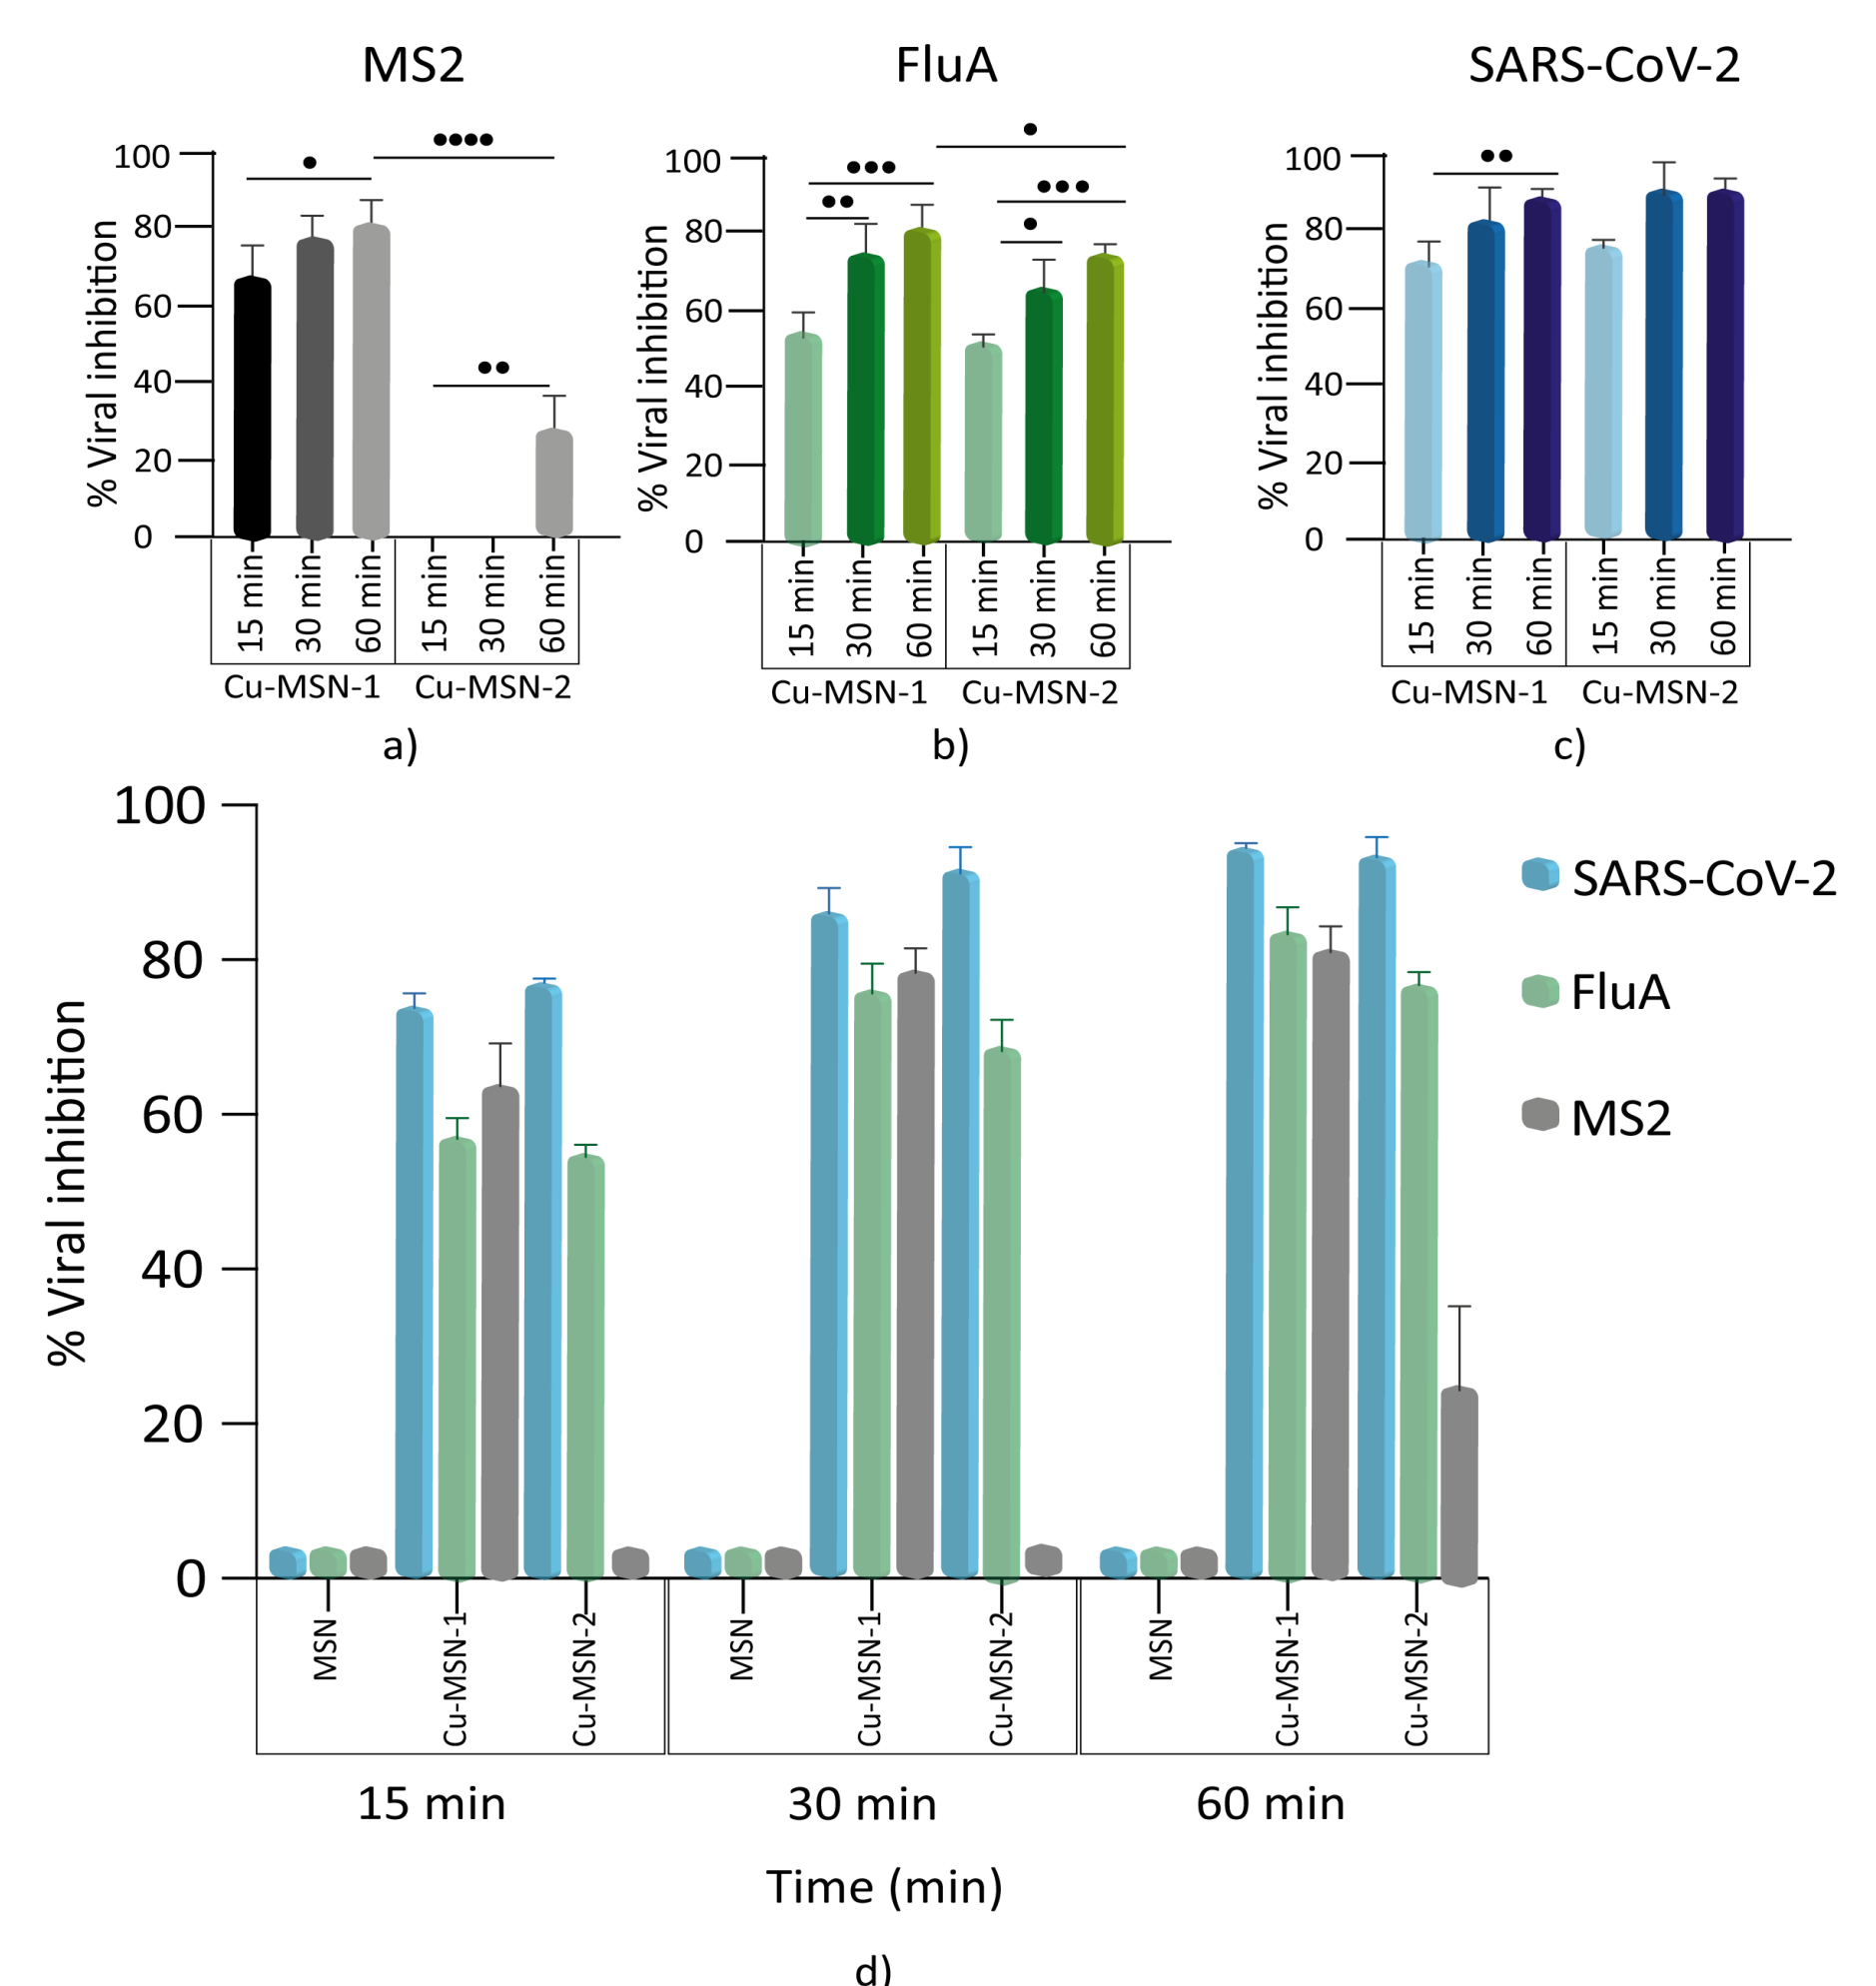 MS2
FluA
SARS-CoV-2
% Viral inhibition
100
80
60
40
20
0
15 min
30 min
60 min
15 min
30 min
60 min
Cu-MSN-1
Cu-MSN-2
a)
% Viral inhibition
100
80
60
40
20
0
15 min
30 min
60 min
15 min
30 min
60 min
Cu-MSN-1
Cu-MSN-2
b)
% Viral inhibition
100
80
60
40
20
0
15 min
30 min
60 min
15 min
30 min
60 min
Cu-MSN-1
Cu-MSN-2
c)
% Viral inhibition
100
80
60
40
20
0
SARS-CoV-2
FluA
MS2
MSN
Cu-MSN-1
Cu-MSN-2
MSN
Cu-MSN-1
Cu-MSN-2
MSN
Cu-MSN-1
Cu-MSN-2
15 min
30 min
60 min
Time (min)
d)